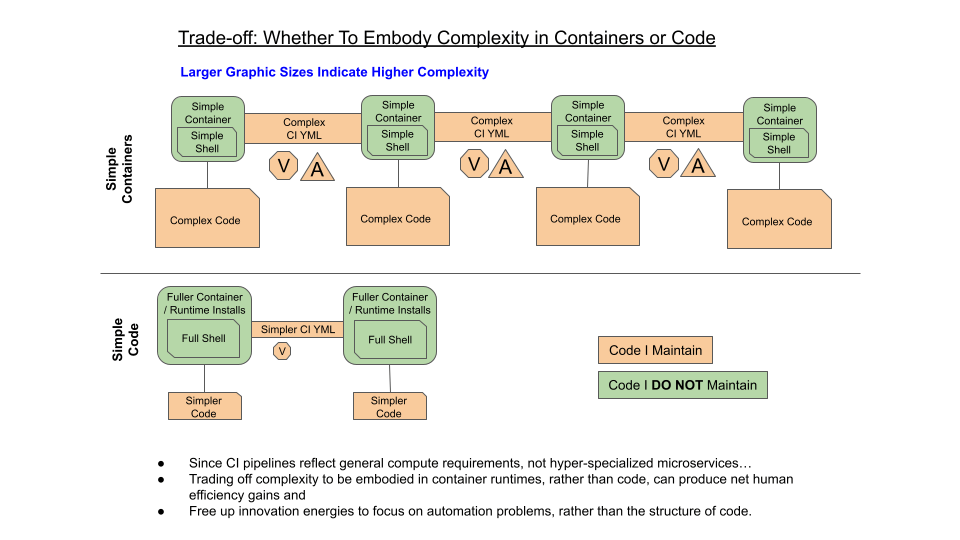 Trade-off: Whether To Embody Complexity in Containers or Code
Larger Graphic Sizes Indicate Higher Complexity
Simple
Containers
Simple
Container
Simple
Shell
Complex
CI YML
V
A
Simple
Container
Simple
Shell
Complex
CI YML
V
A
Simple
Container
Simple
Shell
Complex
CI YML
V
A
Simple
Container
Simple
Shell
Complex Code
Complex Code
Complex Code
Complex Code
Simple
Code
Fuller Container
/ Runtime Installs
Full Shell
Simpler CI YML
V
Fuller Container
/ Runtime Installs
Full Shell
Simpler
Code
Simpler
Code
Code I Maintain
Code I DO NOT Maintain
● Since CI pipelines reflect general compute requirements, not hyper-specialized microservices…
● Trading off complexity to be embodied in container runtimes, rather than code, can produce net human
efficiency gains and
● Free up innovation energies to focus on automation problems, rather than the structure of code.